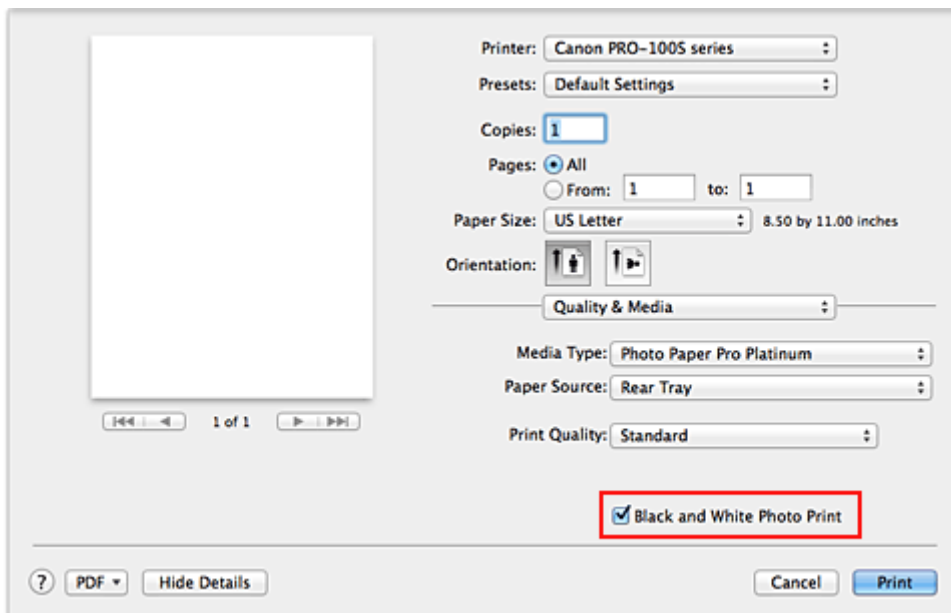 Printer: Canon PRO-100S series
Presets: Default Settings
Copies: 1
Pages: All
From: 1 to: 1
Paper Size: US Letter 8.50 by 11.00 inches
Orientation:
Quality & Media
Media Type: Photo Paper Pro Platinum
Paper Source: Rear Tray
1 of 1
Print Quality: Standard
Black and White Photo Print
? PDF Hide Details Cancel Print